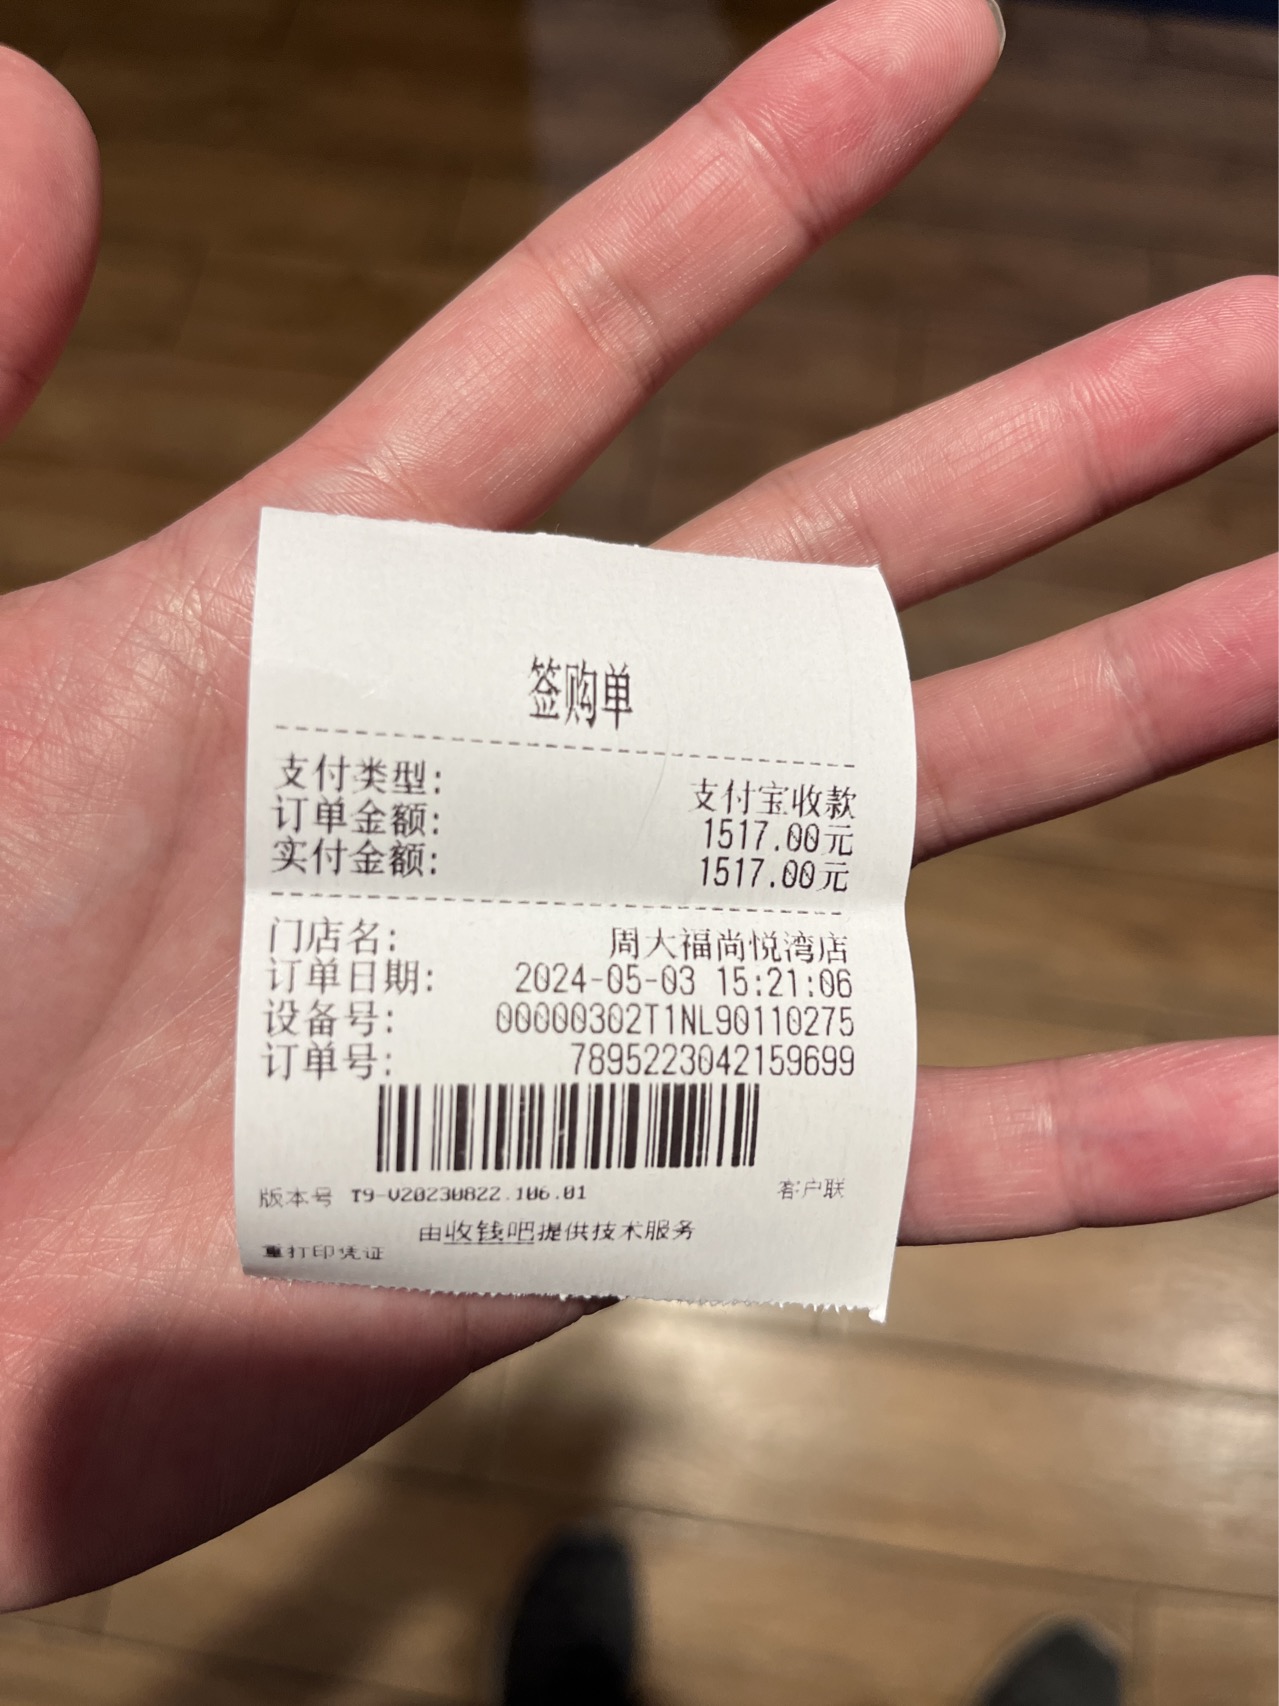 签购单
支付类型: 支付宝收款
订单金额: 1517.00元
实付金额: 1517.00元
门店名: 周大福尚悦湾店
订单日期: 2024-05-03 15:21:06
设备号: 00000302T1NL90110275
订单号: 7895223042159699
版本号 T9-V20230822.106.01 客户联
由收钱吧提供技术服务
重打印凭证